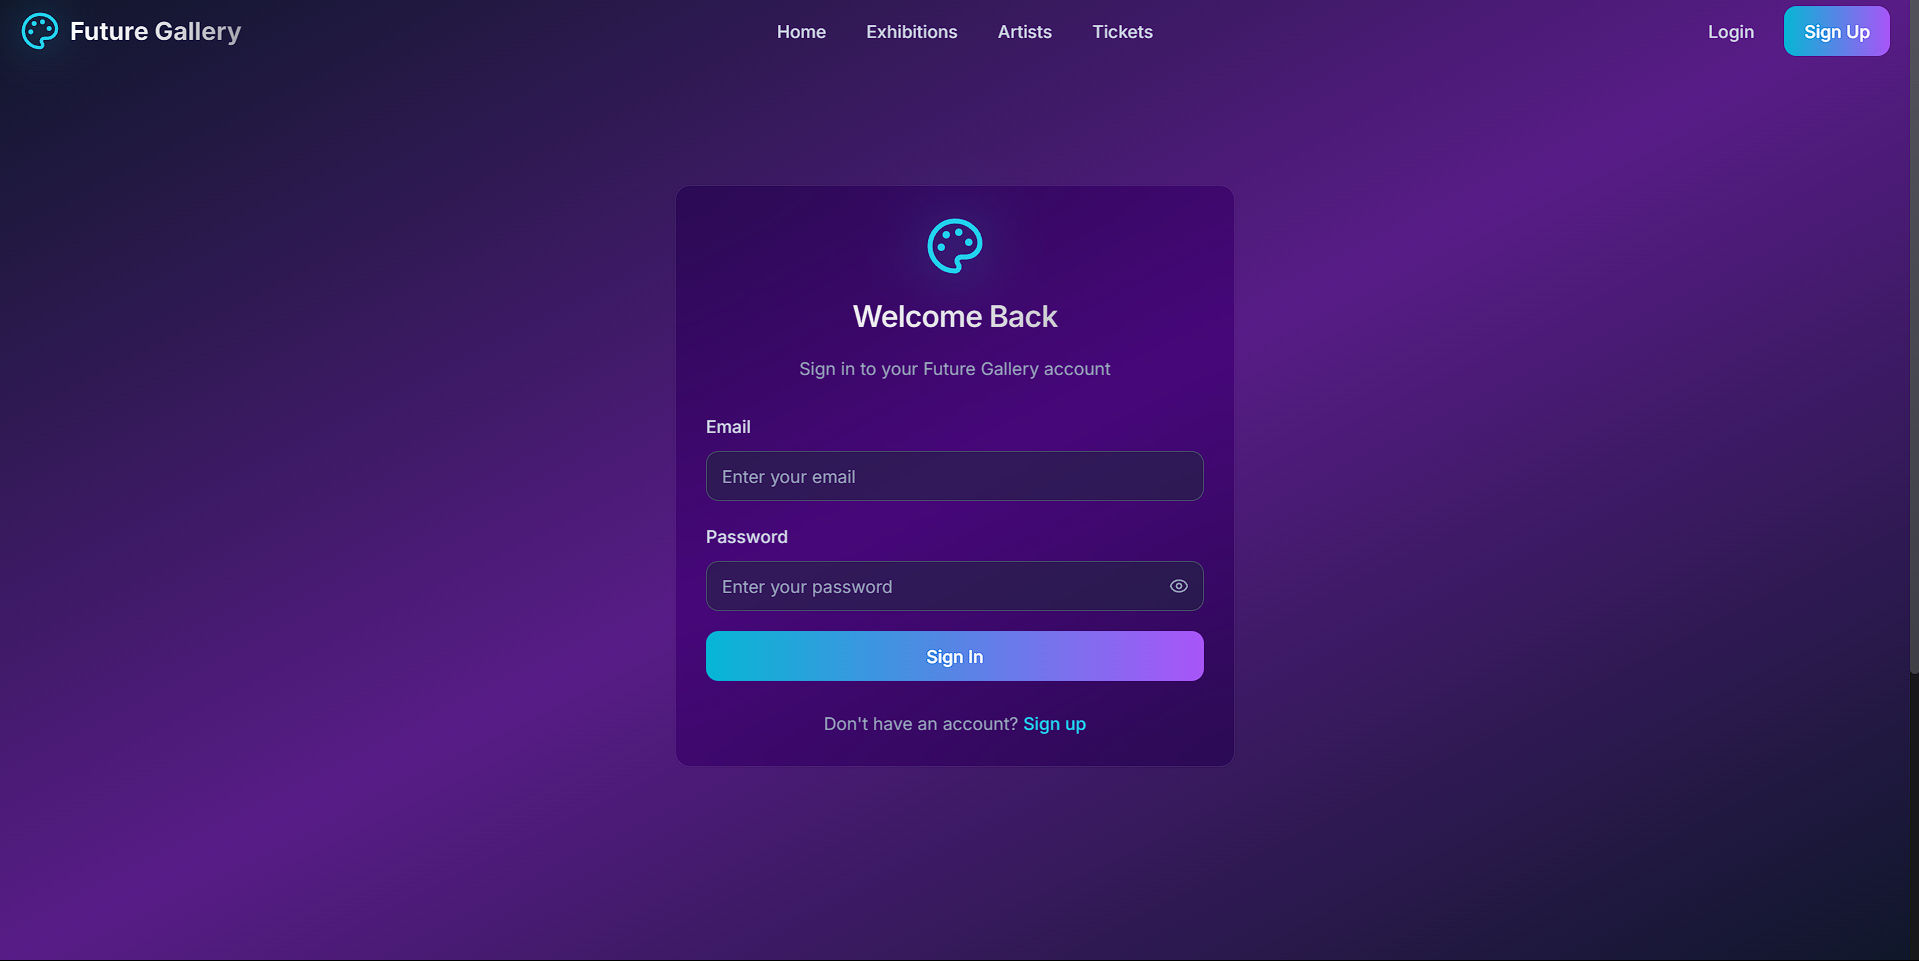 Future Gallery
Home Exhibitions Artists Tickets
Login Sign Up
Welcome Back
Sign in to your Future Gallery account
Email
Enter your email
Password
Enter your password
Sign In
Don't have an account? Sign up